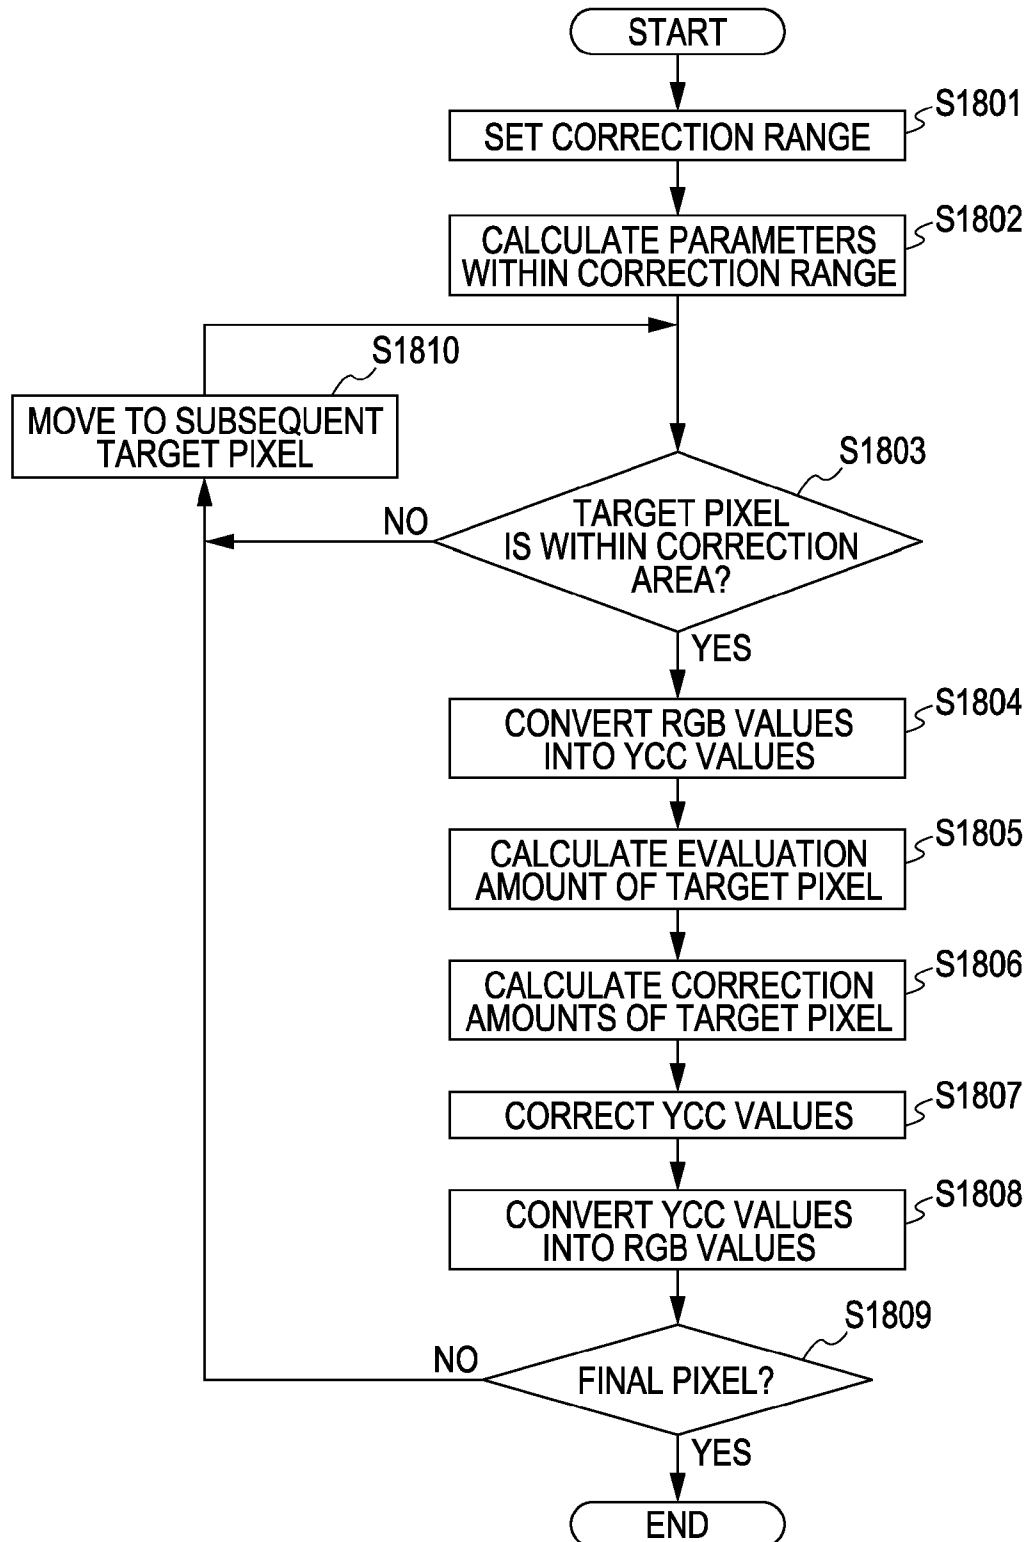 START
S1801
SET CORRECTION RANGE
S1802
CALCULATE PARAMETERS
WITHIN CORRECTION RANGE
S1810
MOVE TO SUBSEQUENT
TARGET PIXEL
S1803
TARGET PIXEL
IS WITHIN CORRECTION
AREA?
NO
YES
S1804
CONVERT RGB VALUES
INTO YCC VALUES
S1805
CALCULATE EVALUATION
AMOUNT OF TARGET PIXEL
S1806
CALCULATE CORRECTION
AMOUNTS OF TARGET PIXEL
S1807
CORRECT YCC VALUES
S1808
CONVERT YCC VALUES
INTO RGB VALUES
S1809
FINAL PIXEL?
NO
YES
END